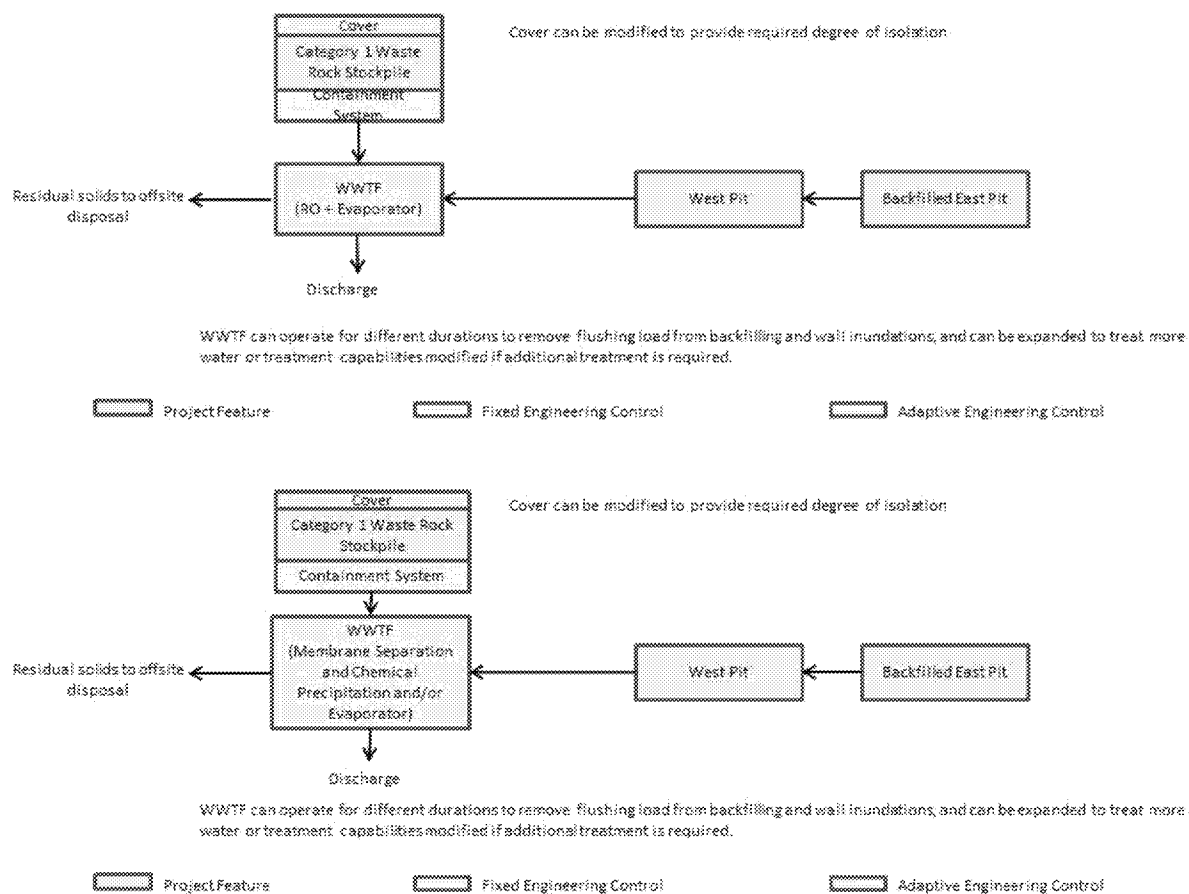 Cover
Cover can be modified to provide required degree of isolation
Category 1 Waste
Rock Stockpile
Containment
System
Residual solids to offsite
disposal
WWTF
(RO + Evaporator)
West Pit
Backfilled East Pit
Discharge
WWTF can operate for different durations to remove flushing load from backfilling and wall inundations, and can be expanded to treat more
water or treatment capabilities modified if additional treatment is required.
Project Feature
Fixed Engineering Control
Adaptive Engineering Control
Cover
Cover can be modified to provide required degree of isolation
Category 1 Waste Rock
Stockpile
Containment System
Residual solids to offsite
disposal
WWTF
(Membrane Separation
and Chemical
Precipitation and/or
Evaporator)
West Pit
Backfilled East Pit
Discharge
WWTF can operate for different durations to remove flushing load from backfilling and wall inundations, and can be expanded to treat more
water or treatment capabilities modified if additional treatment is required.
Project Feature
Fixed Engineering Control
Adaptive Engineering Control